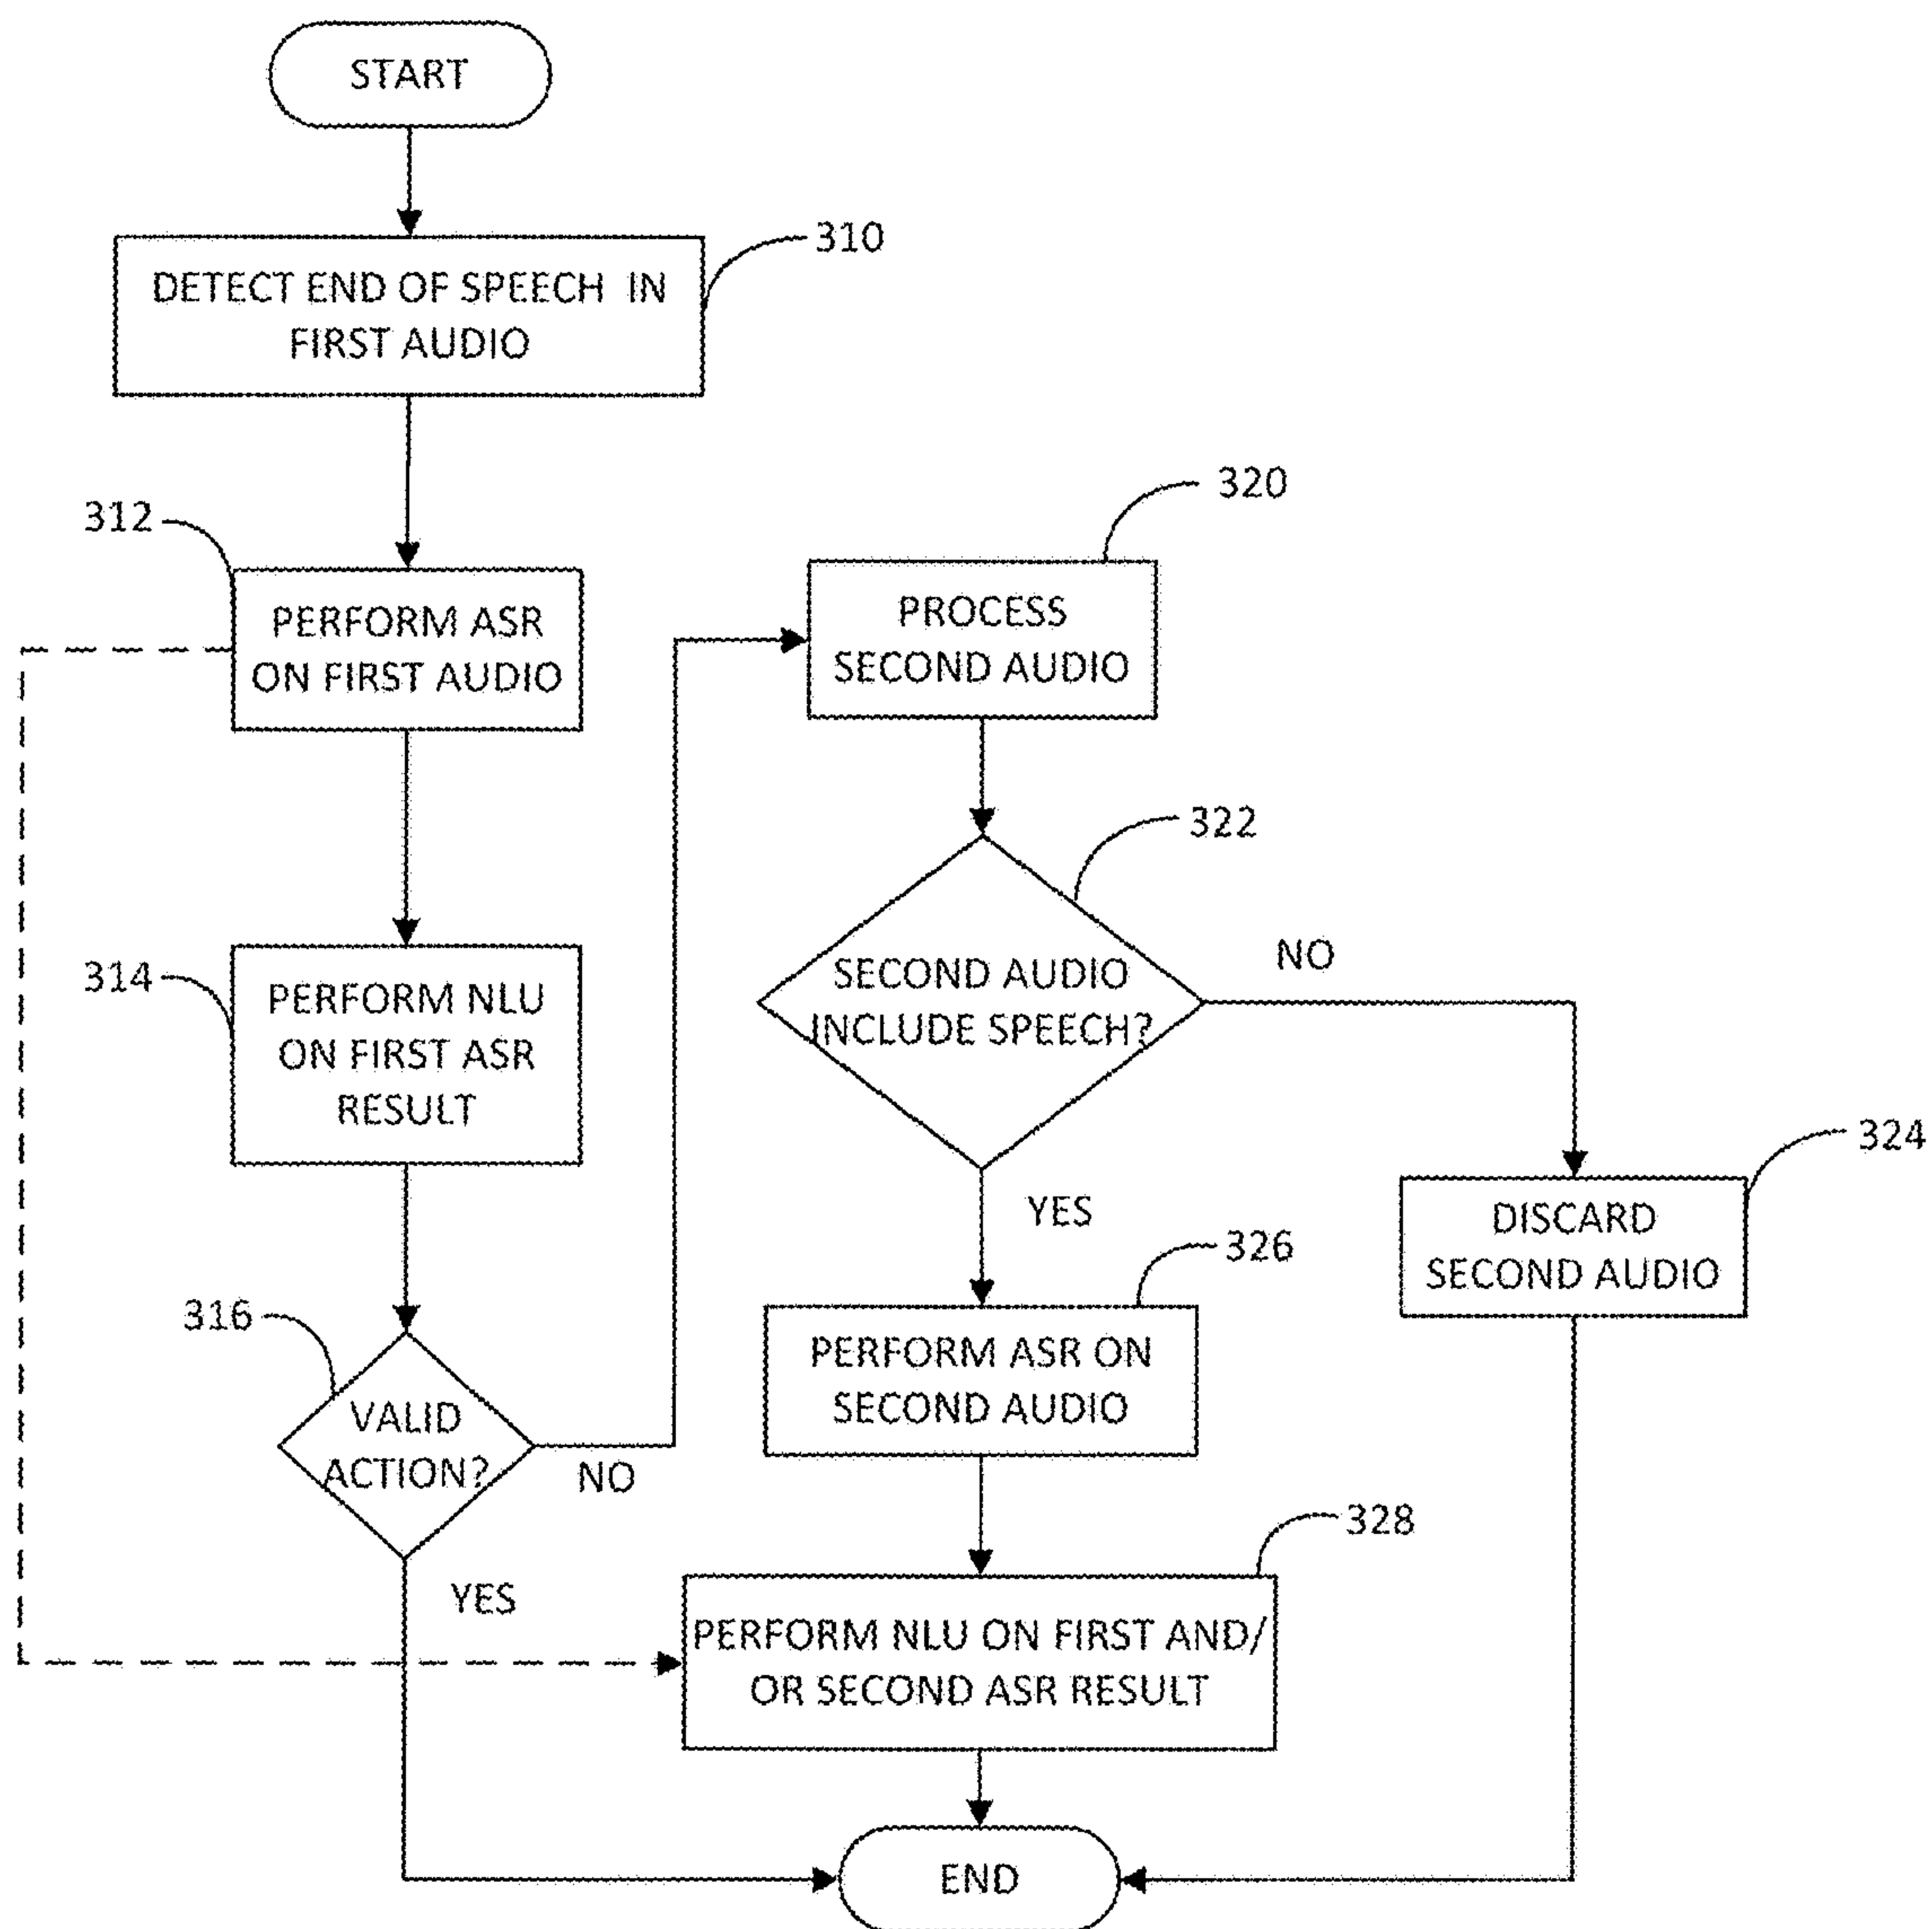 START
310
DETECT END OF SPEECH IN
FIRST AUDIO
312
PERFORM ASR
ON FIRST AUDIO
314
PERFORM NLU
ON FIRST ASR
RESULT
316
VALID
ACTION?
NO
YES
320
PROCESS
SECOND AUDIO
322
SECOND AUDIO
INCLUDE SPEECH?
NO
YES
324
DISCARD
SECOND AUDIO
326
PERFORM ASR ON
SECOND AUDIO
328
PERFORM NLU ON FIRST AND/
OR SECOND ASR RESULT
END